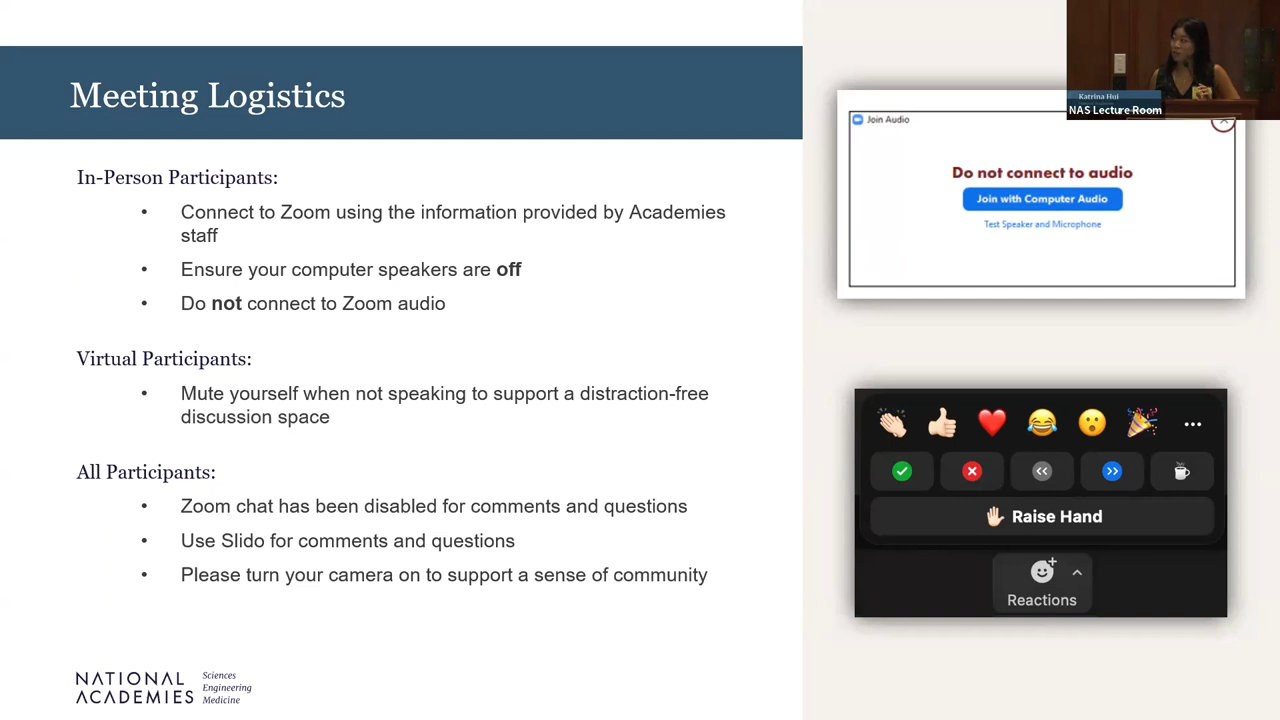 Meeting Logistics
In-Person Participants:
• Connect to Zoom using the information provided by Academies
staff
• Ensure your computer speakers are off
• Do not connect to Zoom audio
Virtual Participants:
• Mute yourself when not speaking to support a distraction-free
discussion space
All Participants:
• Zoom chat has been disabled for comments and questions
• Use Slido for comments and questions
• Please turn your camera on to support a sense of community
NATIONAL
ACADEMIES
Sciences
Engineering
Medicine
Katrina Hui
NAS Lecture Room
Join Audio
Do not connect to audio
Join with Computer Audio
Test Speaker and Microphone
Raise Hand
Reactions